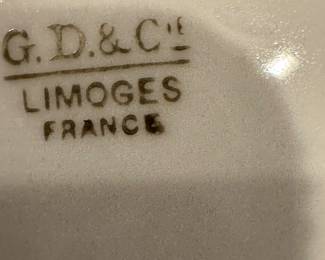 G. D. & Cie
LIMOGES
FRANCE